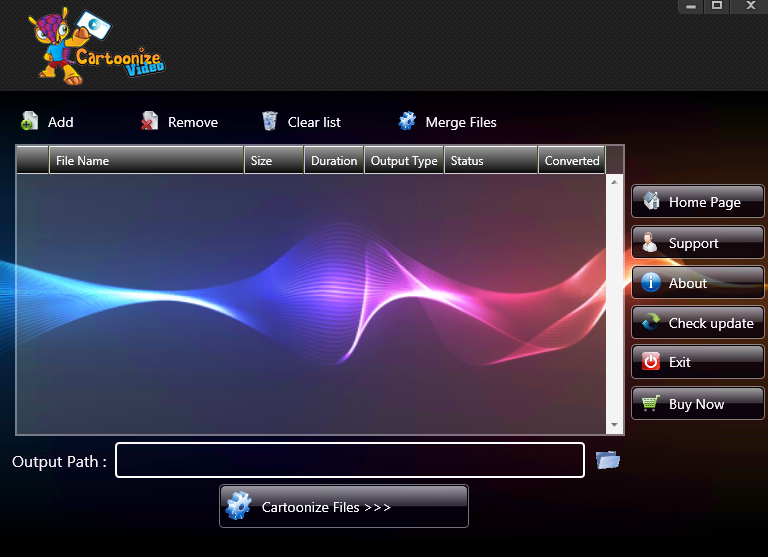 Cartoonize
Video
Add Remove Clear list Merge Files
File Name Size Duration Output Type Status Converted
Home Page
Support
About
Check update
Exit
Buy Now
Output Path :
Cartoonize Files >>>